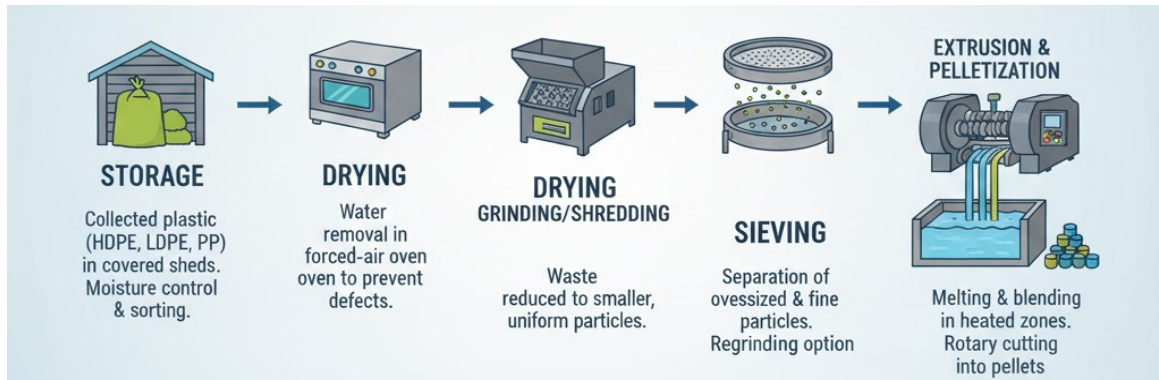 STORAGE
Collected plastic
(HDPE, LDPE, PP)
in covered sheds.
Moisture control
& sorting.
DRYING
Water
removal in
forced-air oven
oven to prevent
defects.
DRYING
GRINDING/SHREDDING
Waste
reduced to smaller,
uniform particles.
SIEVING
Separation of
ovessized & fine
particles.
Regrinding option
EXTRUSION &
PELLETIZATION
Melting & blending
in heated zones.
Rotary cutting
into pellets